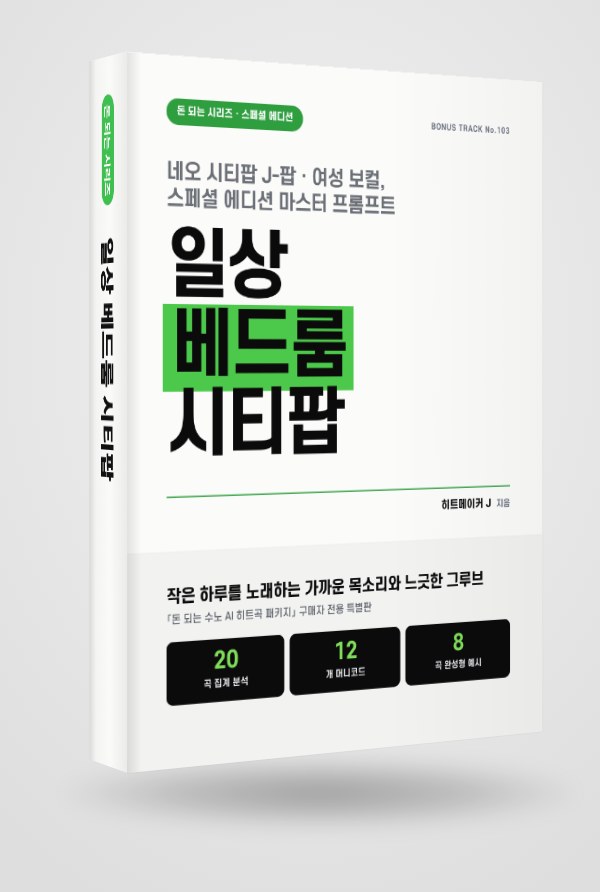 돈 되는 시리즈
일상 베드룸 시티팝
돈 되는 시리즈 · 스페셜 에디션
BONUS TRACK No.103
네오 시티팝 J-팝 · 여성 보컬,
스페셜 에디션 마스터 프롬프트
일상
베드룸
시티팝
히트메이커 J 지음
작은 하루를 노래하는 가까운 목소리와 느긋한 그루브
『돈 되는 수노 AI 히트곡 패키지』 구매자 전용 특별판
20
곡 집계 분석
12
개 머니코드
8
곡 완성형 예시